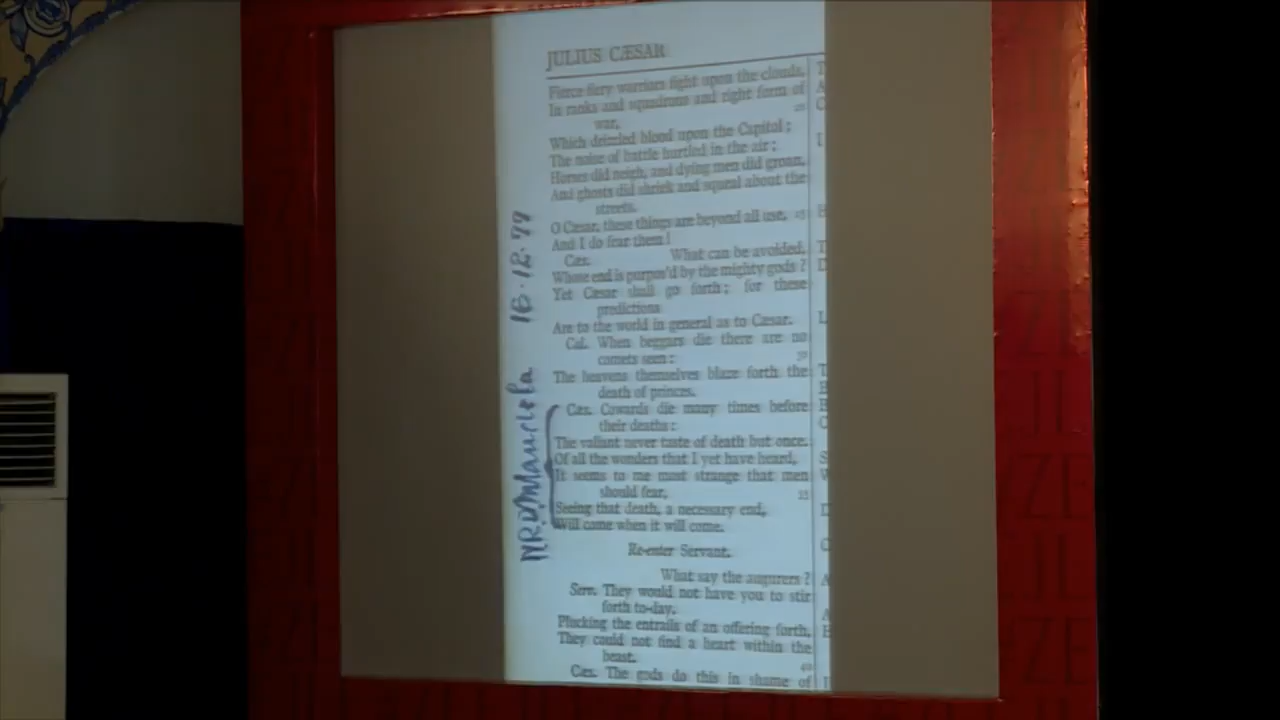 JULIUS CÆSAR
Fierce fiery warriors fight upon the clouds,
In ranks and squadrons and right form of
war, 20
Which drizzled blood upon the Capitol;
The noise of battle hurtled in the air;
Horses did neigh, and dying men did groan,
And ghosts did shriek and squeal about the
streets.
O Cæsar, these things are beyond all use, 25
And I do fear them!
Cæs. What can be avoided,
Whose end is purpos'd by the mighty gods?
Yet Cæsar shall go forth; for these
predictions
Are to the world in general as to Cæsar.
Cal. When beggars die there are no
comets seen: 30
The heavens themselves blaze forth the
death of princes.
Cæs. Cowards die many times before
their deaths:
The valiant never taste of death but once.
Of all the wonders that I yet have heard,
It seems to me most strange that men
should fear, 35
Seeing that death, a necessary end,
Will come when it will come.
Re-enter Servant.
What say the augurers?
Serv. They would not have you to stir
forth to-day.
Plucking the entrails of an offering forth,
They could not find a heart within the
beast. 40
Cæs. The gods do this in shame of
NRDMandela 16.12.77